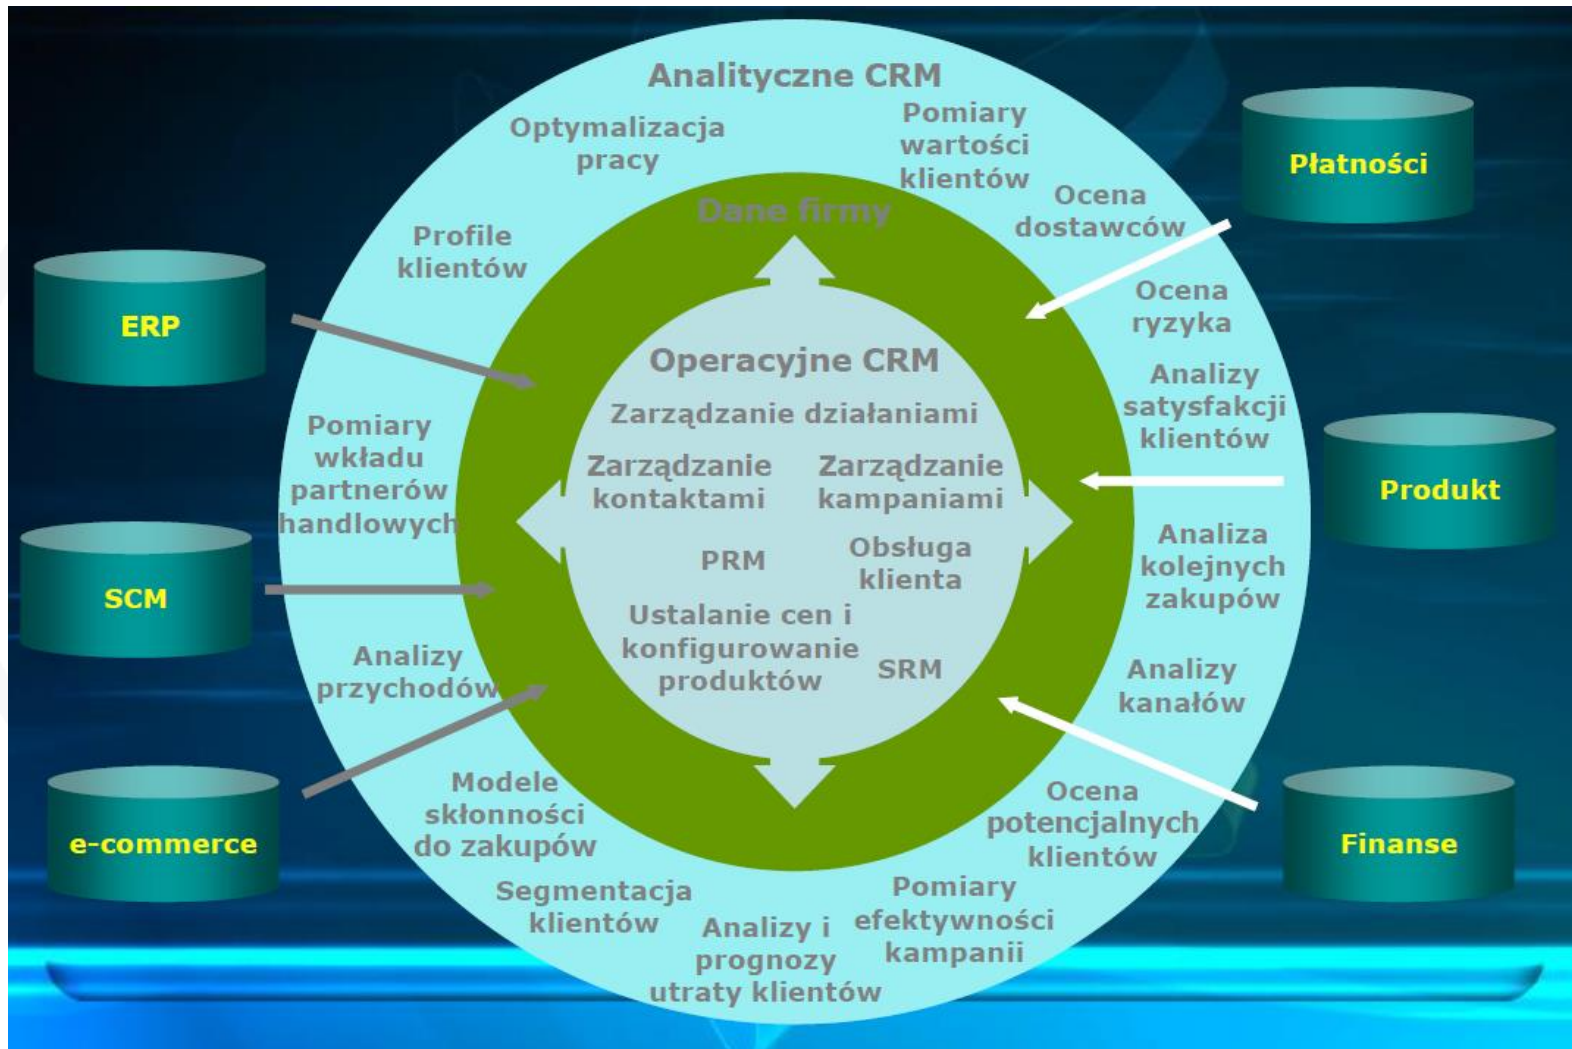 Analityczne CRM
Optymalizacja
pracy
Pomiary
wartości
klientów
Ocena
dostawców
Płatności
Dane firmy
Profile
klientów
ERP
Ocena
ryzyka
Operacyjne CRM
Zarządzanie działaniami
Zarządzanie
kontaktami
Zarządzanie
kampaniami
PRM
Obsługa
klienta
Ustalanie cen i
konfigurowanie
produktów
SRM
Analizy
satysfakcji
klientów
Produkt
Pomiary
wkładu
partnerów
handlowych
SCM
Analiza
kolejnych
zakupów
Analizy
przychodów
Analizy
kanałów
e-commerce
Modele
skłonności
do zakupów
Ocena
potencjalnych
klientów
Finanse
Segmentacja
klientów
Analizy i
prognozy
utraty klientów
Pomiary
efektywności
kampanii